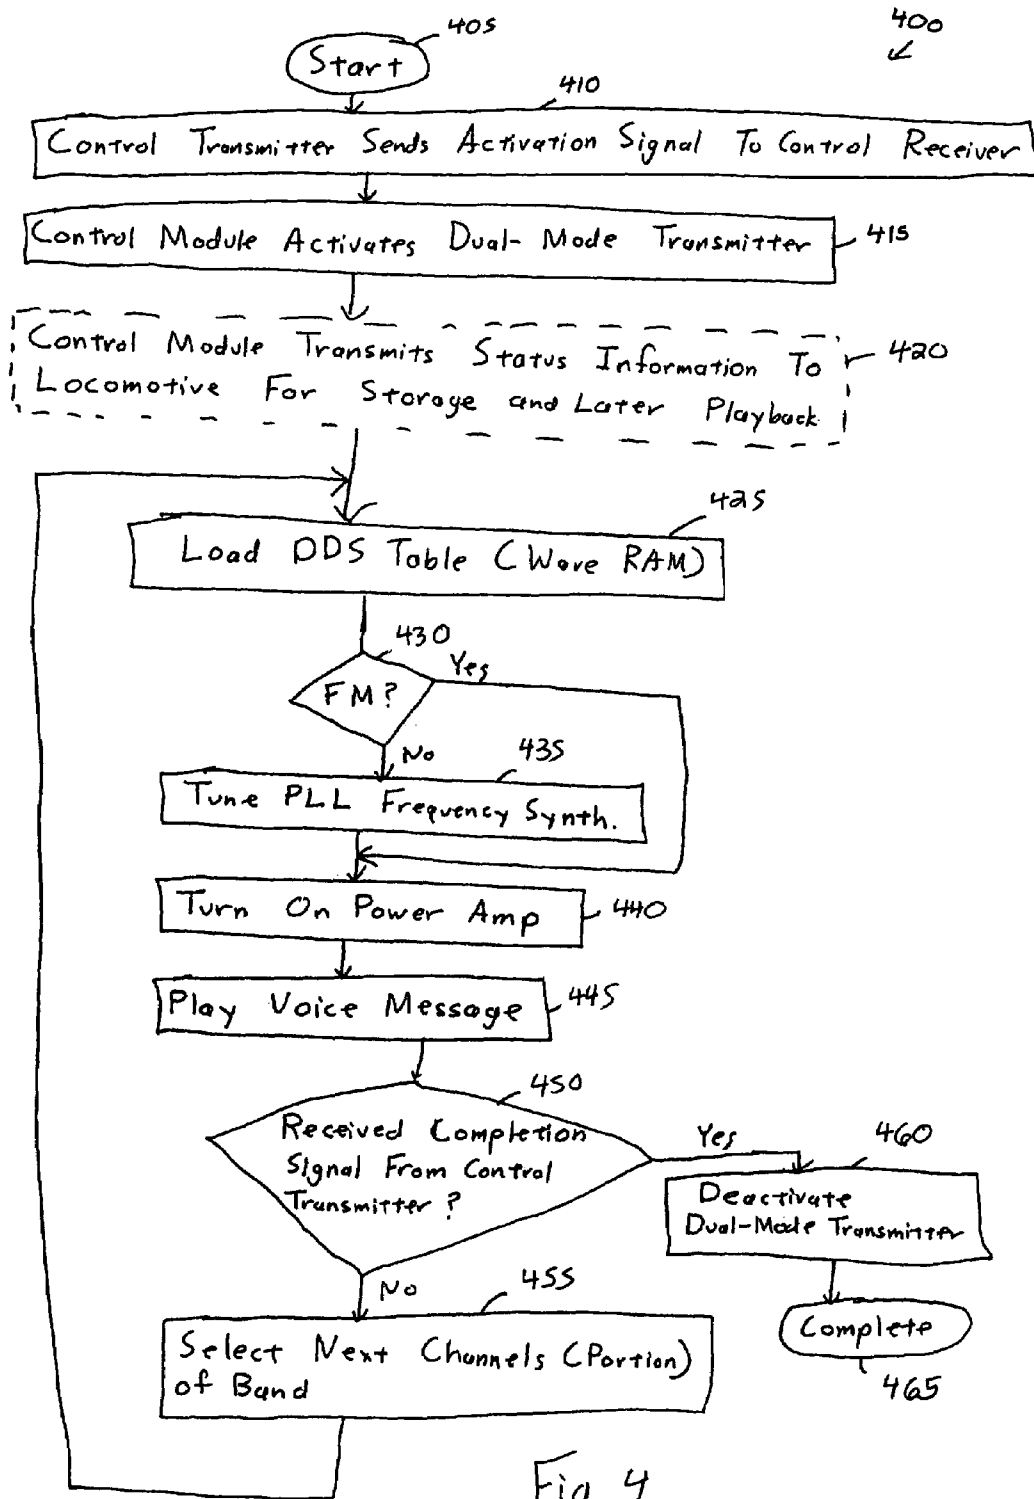 400
405
Start
410
Control Transmitter Sends Activation Signal To Control Receiver
Control Module Activates Dual-Mode Transmitter
415
Control Module Transmits Status Information To
Locomotive For Storage and Later Playback
420
425
Load DDS Table (Wave RAM)
430
FM?
Yes
No
435
Tune PLL Frequency Synth.
Turn On Power Amp
440
Play Voice Message
445
450
Received Completion
Signal From Control
Transmitter?
Yes
460
Deactivate
Dual-Mode Transmitter
No
455
Select Next Channels (Portion)
of Band
Complete
465
Fig 4